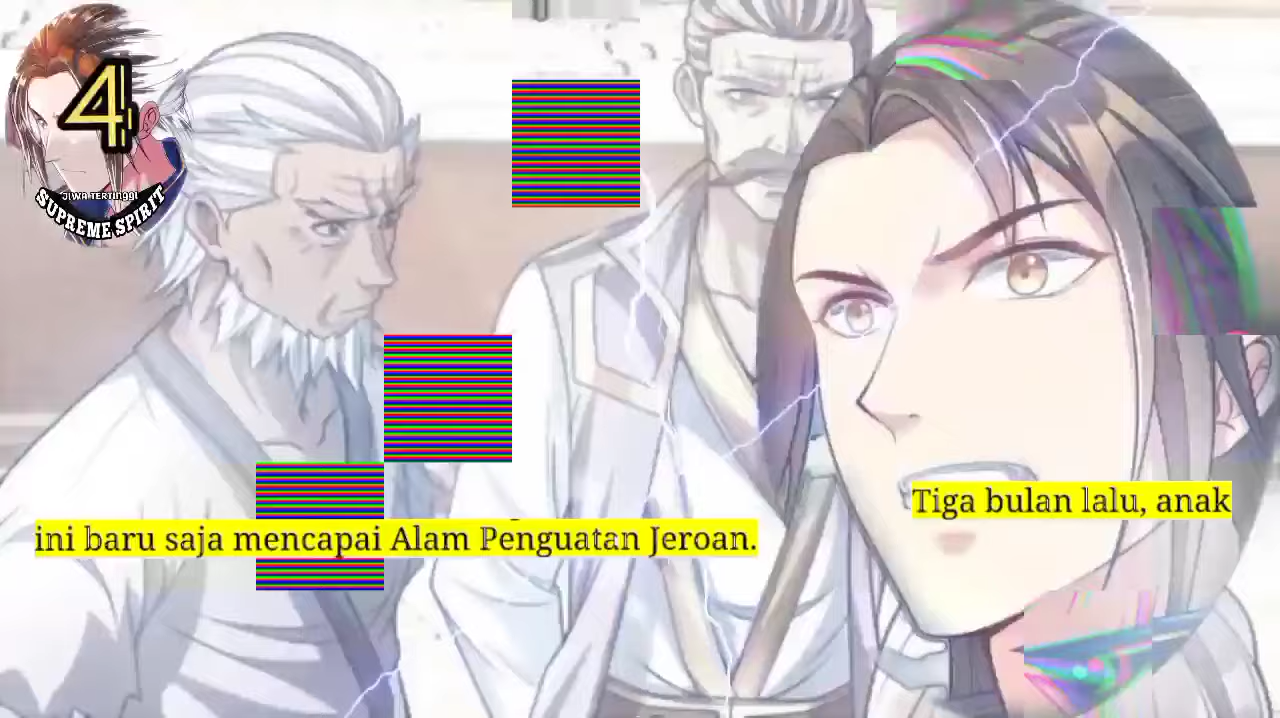 4
JIWA TERTINGGI
SUPREME SPIRIT
Tiga bulan lalu, anak
ini baru saja mencapai Alam Penguatan Jeroan.